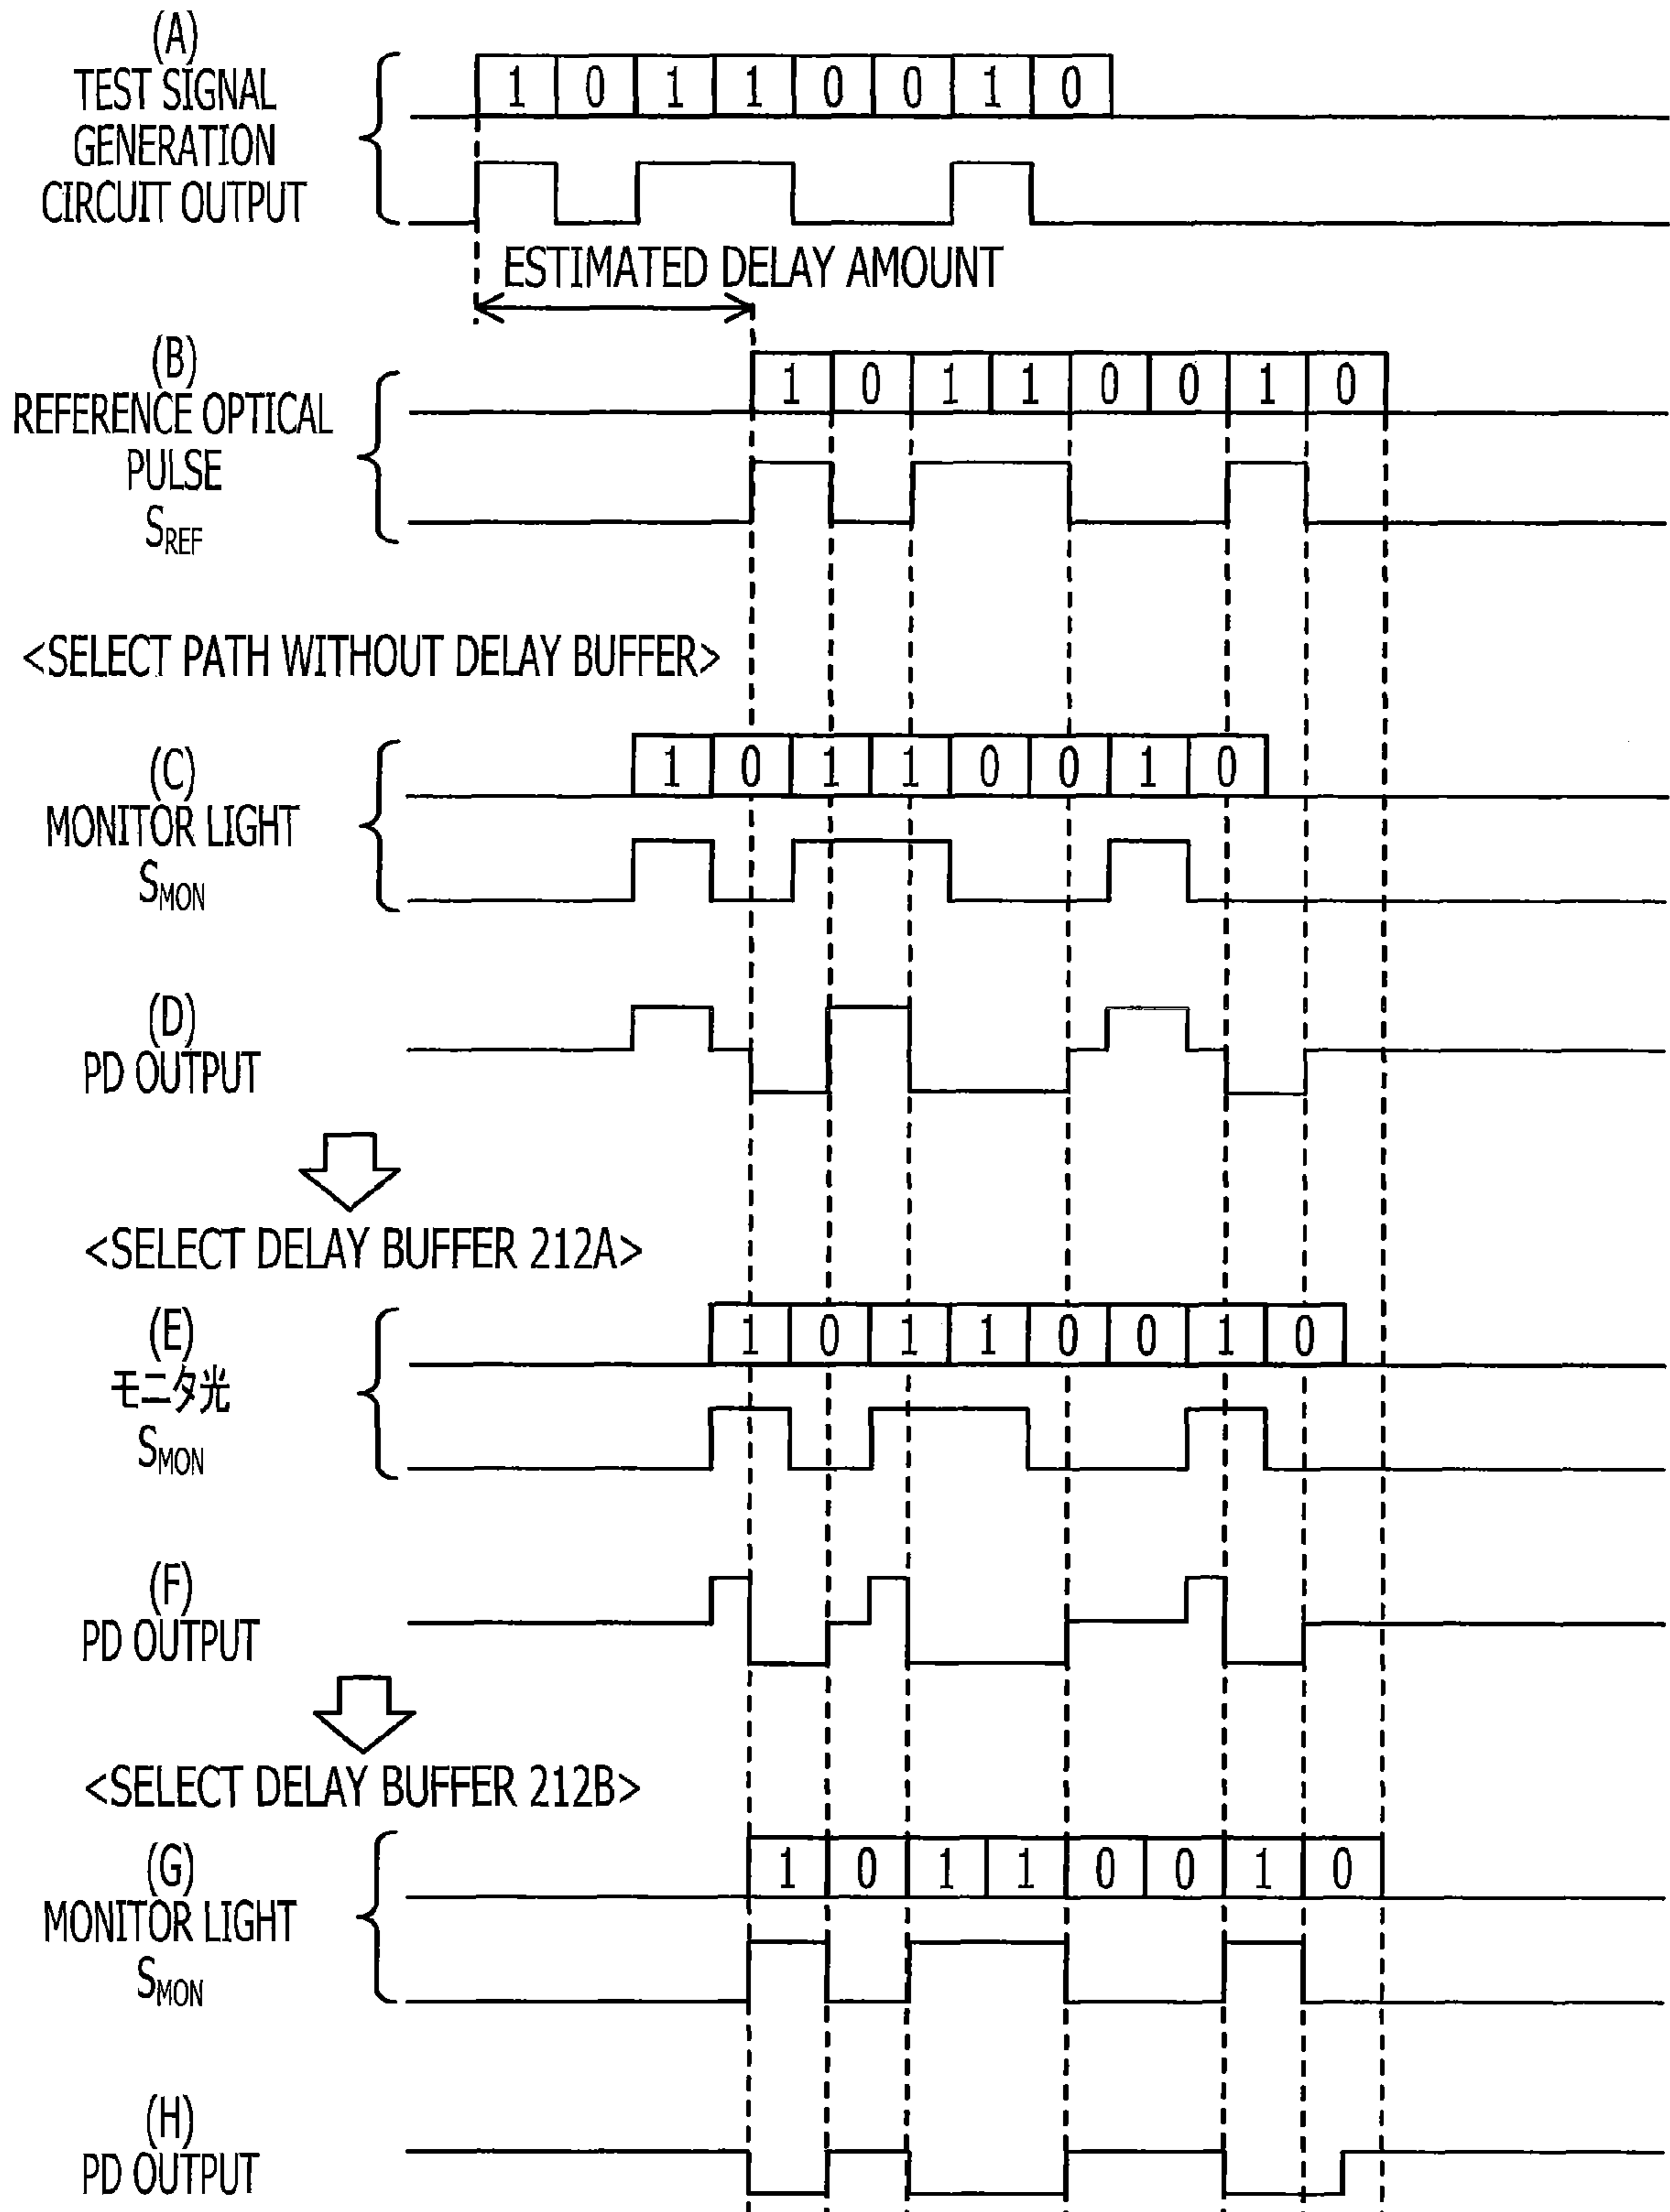 (A)
TEST SIGNAL
GENERATION
CIRCUIT OUTPUT
1 0 1 1 0 0 1 0
ESTIMATED DELAY AMOUNT
(B)
REFERENCE OPTICAL
PULSE
SREF
1 0 1 1 0 0 1 0
<SELECT PATH WITHOUT DELAY BUFFER>
(C)
MONITOR LIGHT
SMON
1 0 1 1 0 0 1 0
(D)
PD OUTPUT
<SELECT DELAY BUFFER 212A>
(E)
モニタ光
SMON
1 0 1 1 0 0 1 0
(F)
PD OUTPUT
<SELECT DELAY BUFFER 212B>
(G)
MONITOR LIGHT
SMON
1 0 1 1 0 0 1 0
(H)
PD OUTPUT